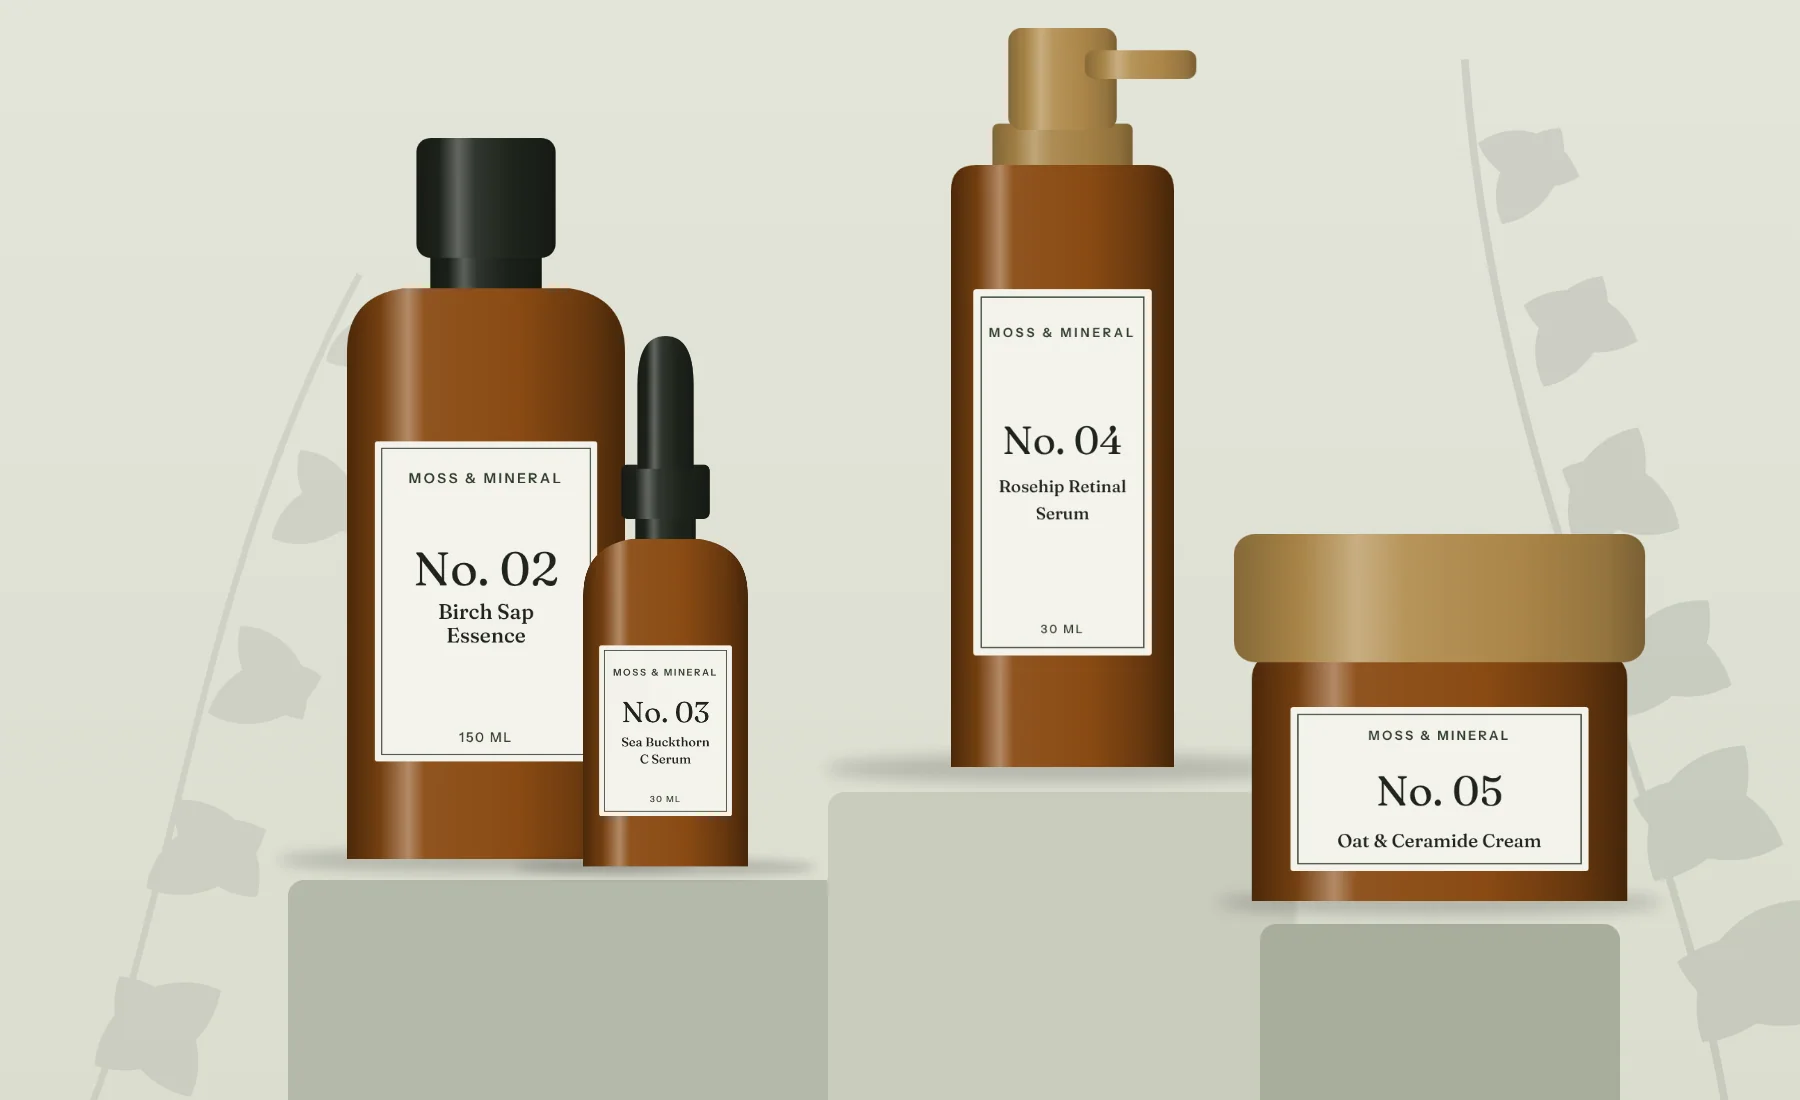 MOSS & MINERAL
No. 02
Birch Sap
Essence
150 ML
MOSS & MINERAL
No. 03
Sea Buckthorn
C Serum
30 ML
MOSS & MINERAL
No. 04
Rosehip Retinal
Serum
30 ML
MOSS & MINERAL
No. 05
Oat & Ceramide Cream